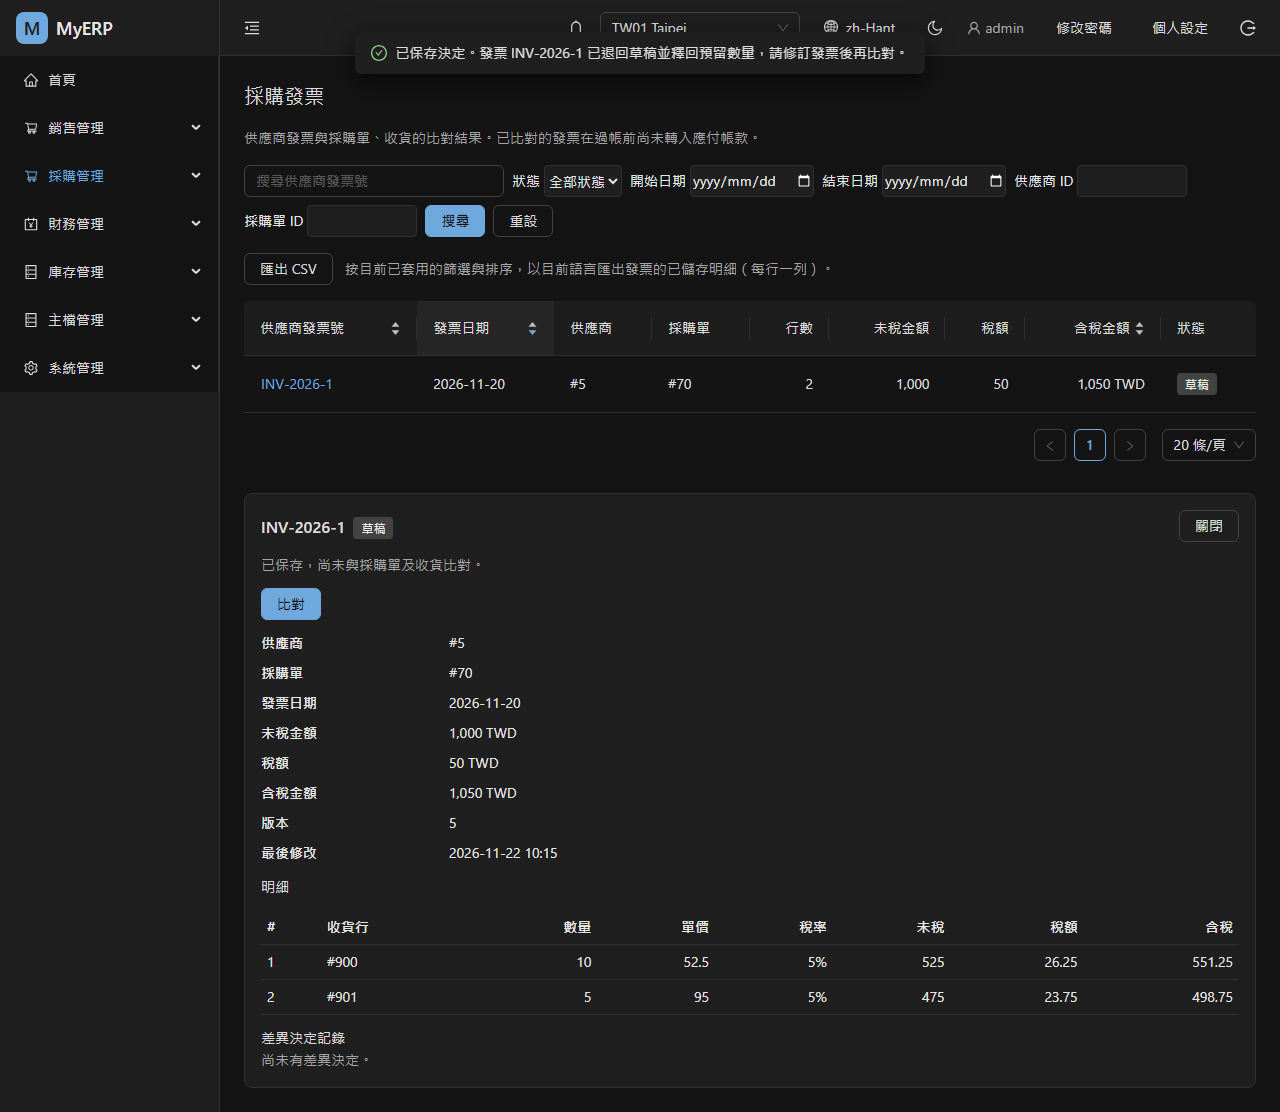 M MyERP
TW01 Taipei
zh-Hant
admin
修改密碼
個人設定
已保存決定。發票 INV-2026-1 已退回草稿並釋回預留數量，請修訂發票後再比對。
首頁
銷售管理
採購管理
財務管理
庫存管理
主檔管理
系統管理
採購發票
供應商發票與採購單、收貨的比對結果。已比對的發票在過帳前尚未轉入應付帳款。
搜尋供應商發票號 狀態 全部狀態 開始日期 yyyy/mm/dd 結束日期 yyyy/mm/dd 供應商 ID
採購單 ID 搜尋 重設
匯出 CSV 按目前已套用的篩選與排序，以目前語言匯出發票的已儲存明細（每行一列）。
供應商發票號 發票日期 供應商 採購單 行數 未稅金額 稅額 含稅金額 狀態
INV-2026-1 2026-11-20 #5 #70 2 1,000 50 1,050 TWD 草稿
< 1 > 20 條/頁
INV-2026-1 草稿 關閉
已保存，尚未與採購單及收貨比對。
比對
供應商 #5
採購單 #70
發票日期 2026-11-20
未稅金額 1,000 TWD
稅額 50 TWD
含稅金額 1,050 TWD
版本 5
最後修改 2026-11-22 10:15
明細
# 收貨行 數量 單價 稅率 未稅 稅額 含稅
1 #900 10 52.5 5% 525 26.25 551.25
2 #901 5 95 5% 475 23.75 498.75
差異決定記錄
尚未有差異決定。